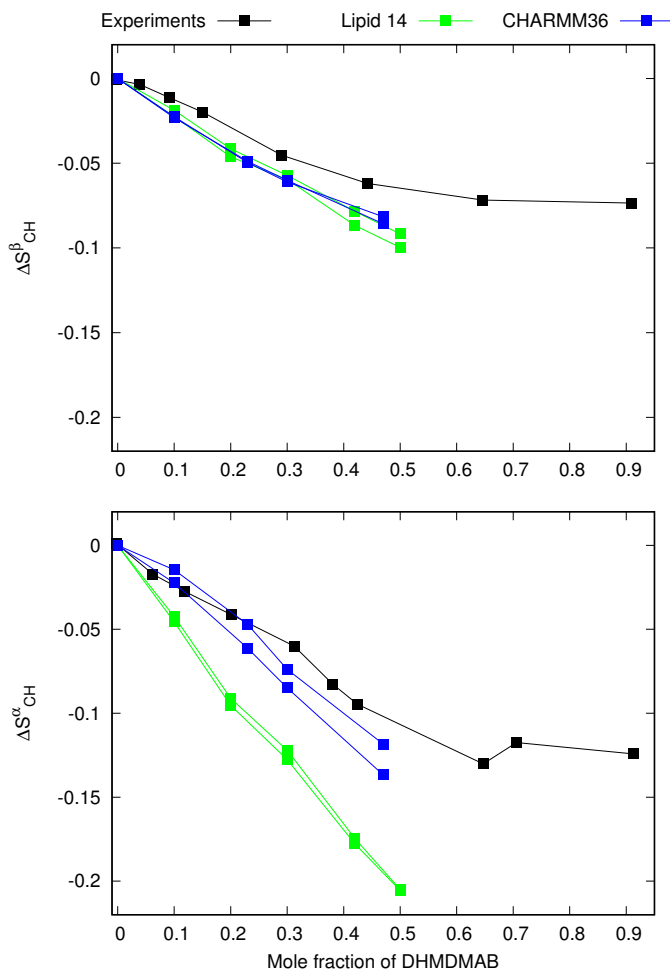 Experiments Lipid 14 CHARMM36
0
-0.05
-0.1
-0.15
-0.2
ΔS^β_CH
0 0.1 0.2 0.3 0.4 0.5 0.6 0.7 0.8 0.9
0
-0.05
-0.1
-0.15
-0.2
ΔS^α_CH
0 0.1 0.2 0.3 0.4 0.5 0.6 0.7 0.8 0.9
Mole fraction of DHMDMAB